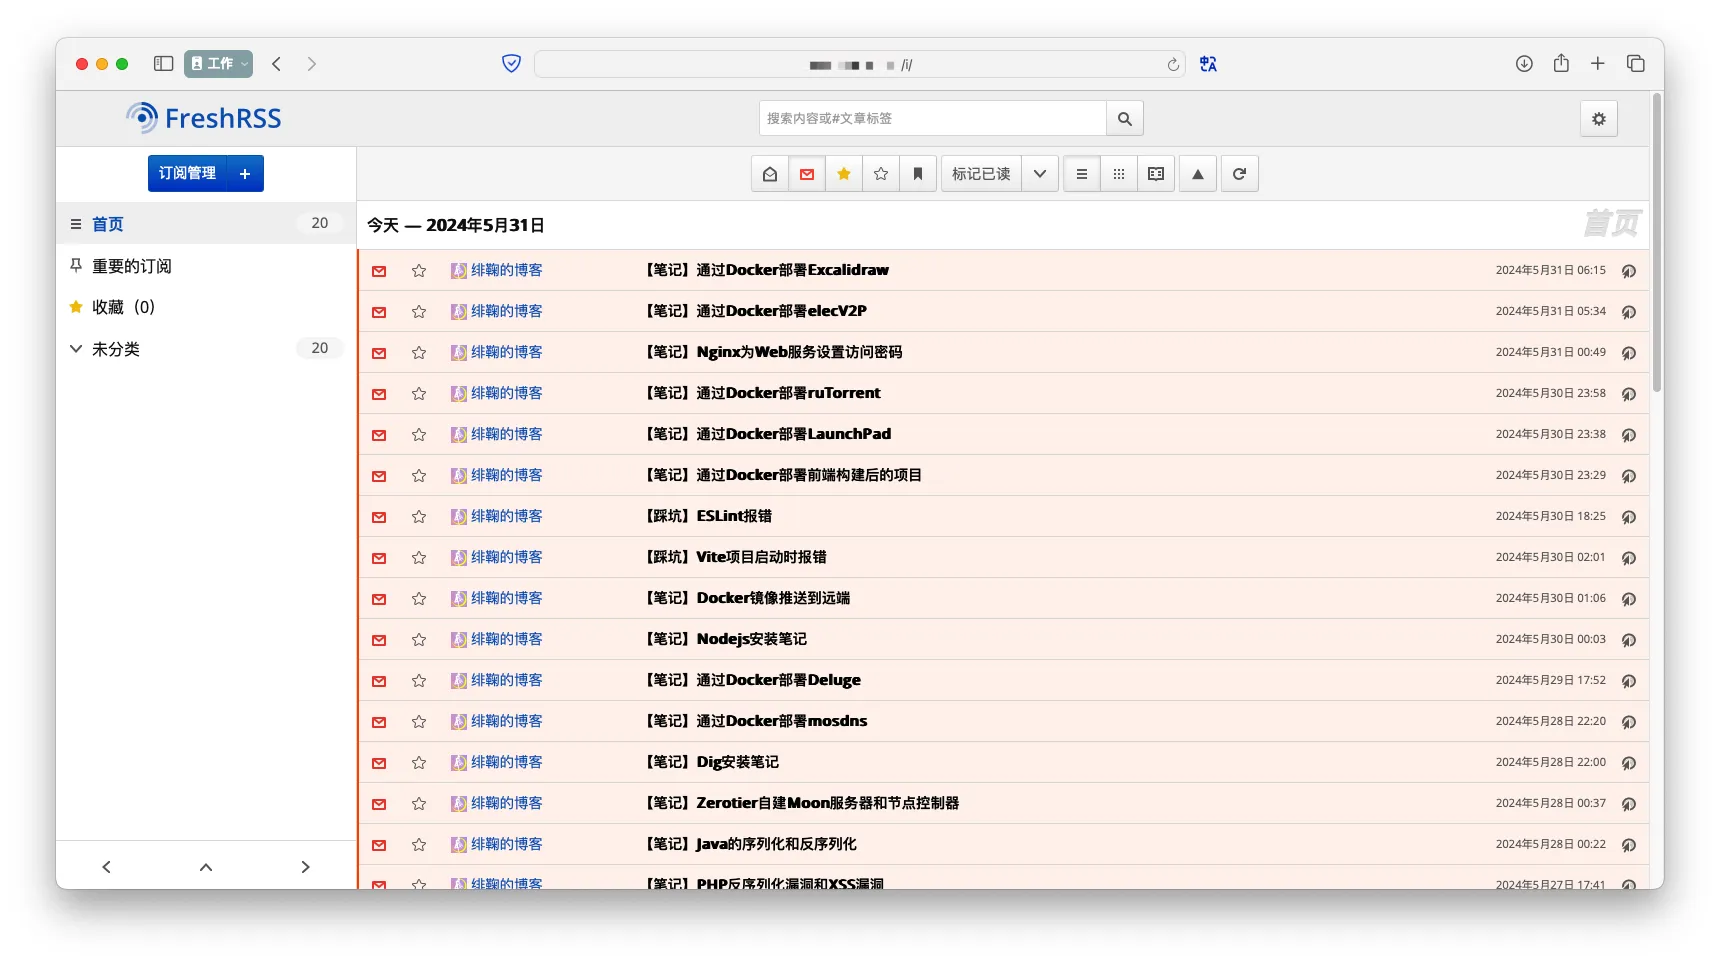 工作
/i/
FreshRSS
搜索内容或#文章标签
订阅管理 +
标记已读
首页 20
重要的订阅
收藏（0）
未分类 20
今天 — 2024年5月31日
首页
绯鞠的博客 【笔记】通过Docker部署Excalidraw 2024年5月31日 06:15
绯鞠的博客 【笔记】通过Docker部署elecV2P 2024年5月31日 05:34
绯鞠的博客 【笔记】Nginx为Web服务设置访问密码 2024年5月31日 00:49
绯鞠的博客 【笔记】通过Docker部署ruTorrent 2024年5月30日 23:58
绯鞠的博客 【笔记】通过Docker部署LaunchPad 2024年5月30日 23:38
绯鞠的博客 【笔记】通过Docker部署前端构建后的项目 2024年5月30日 23:29
绯鞠的博客 【踩坑】ESLint报错 2024年5月30日 18:25
绯鞠的博客 【踩坑】Vite项目启动时报错 2024年5月30日 02:01
绯鞠的博客 【笔记】Docker镜像推送到远端 2024年5月30日 01:06
绯鞠的博客 【笔记】Nodejs安装笔记 2024年5月30日 00:03
绯鞠的博客 【笔记】通过Docker部署Deluge 2024年5月29日 17:52
绯鞠的博客 【笔记】通过Docker部署mosdns 2024年5月28日 22:20
绯鞠的博客 【笔记】Dig安装笔记 2024年5月28日 22:00
绯鞠的博客 【笔记】Zerotier自建Moon服务器和节点控制器 2024年5月28日 00:37
绯鞠的博客 【笔记】Java的序列化和反序列化 2024年5月28日 00:22
绯鞠的博客 【笔记】PHP反序列化漏洞和XSS漏洞 2024年5月27日 17:41